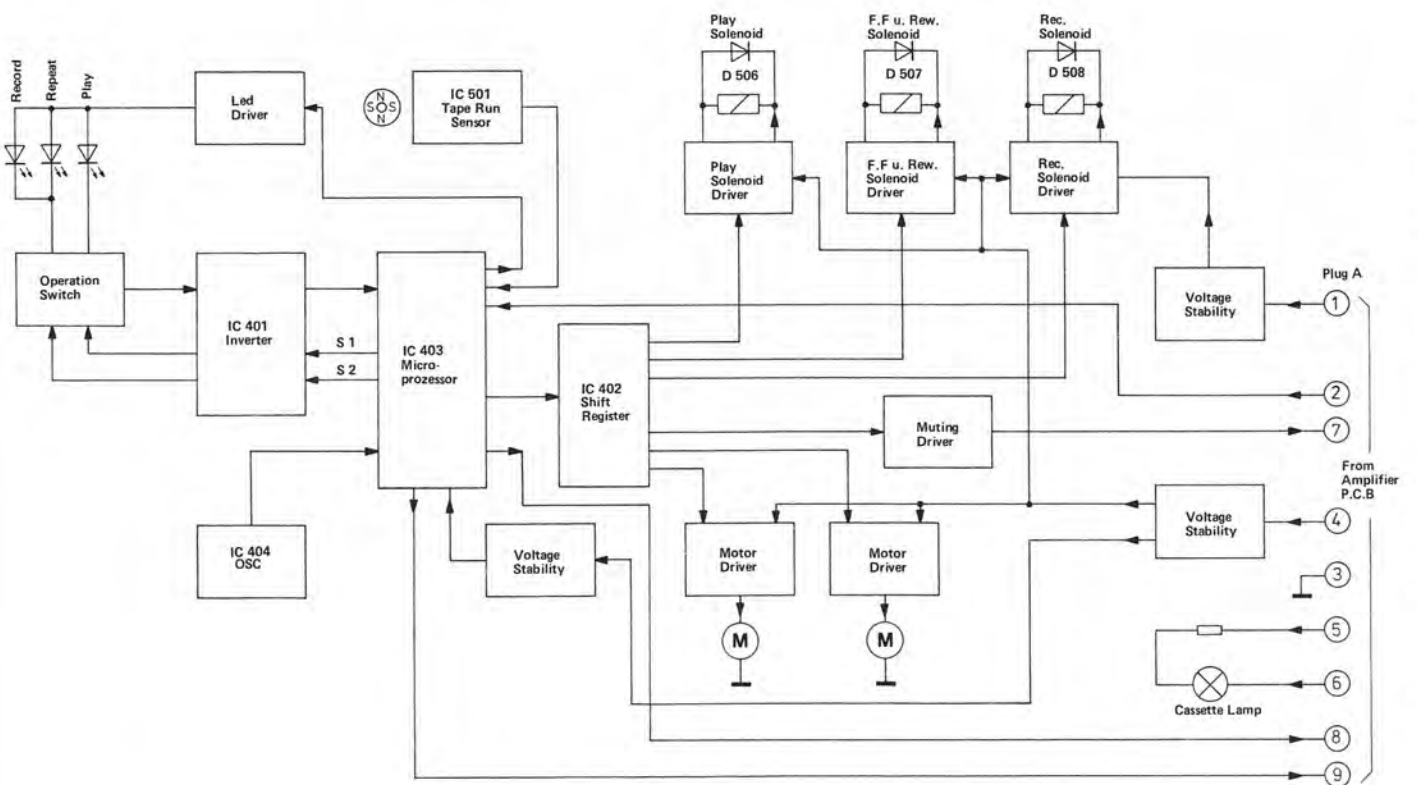 Play
Solenoid
F.F u. Rew.
Solenoid
Rec.
Solenoid
Record
Repeat
Play
D 506
D 507
D 508
Led
Driver
N
S S
N
IC 501
Tape Run
Sensor
Play
Solenoid
Driver
F.F u. Rew.
Solenoid
Driver
Rec.
Solenoid
Driver
Operation
Switch
IC 401
Inverter
S 1
S 2
IC 403
Micro-
prozessor
IC 402
Shift
Register
Voltage
Stability
Plug A
1
2
Muting
Driver
7
From
Amplifier
P.C.B
IC 404
OSC
Voltage
Stability
Motor
Driver
Motor
Driver
Voltage
Stability
4
3
M
M
5
6
Cassette Lamp
8
9